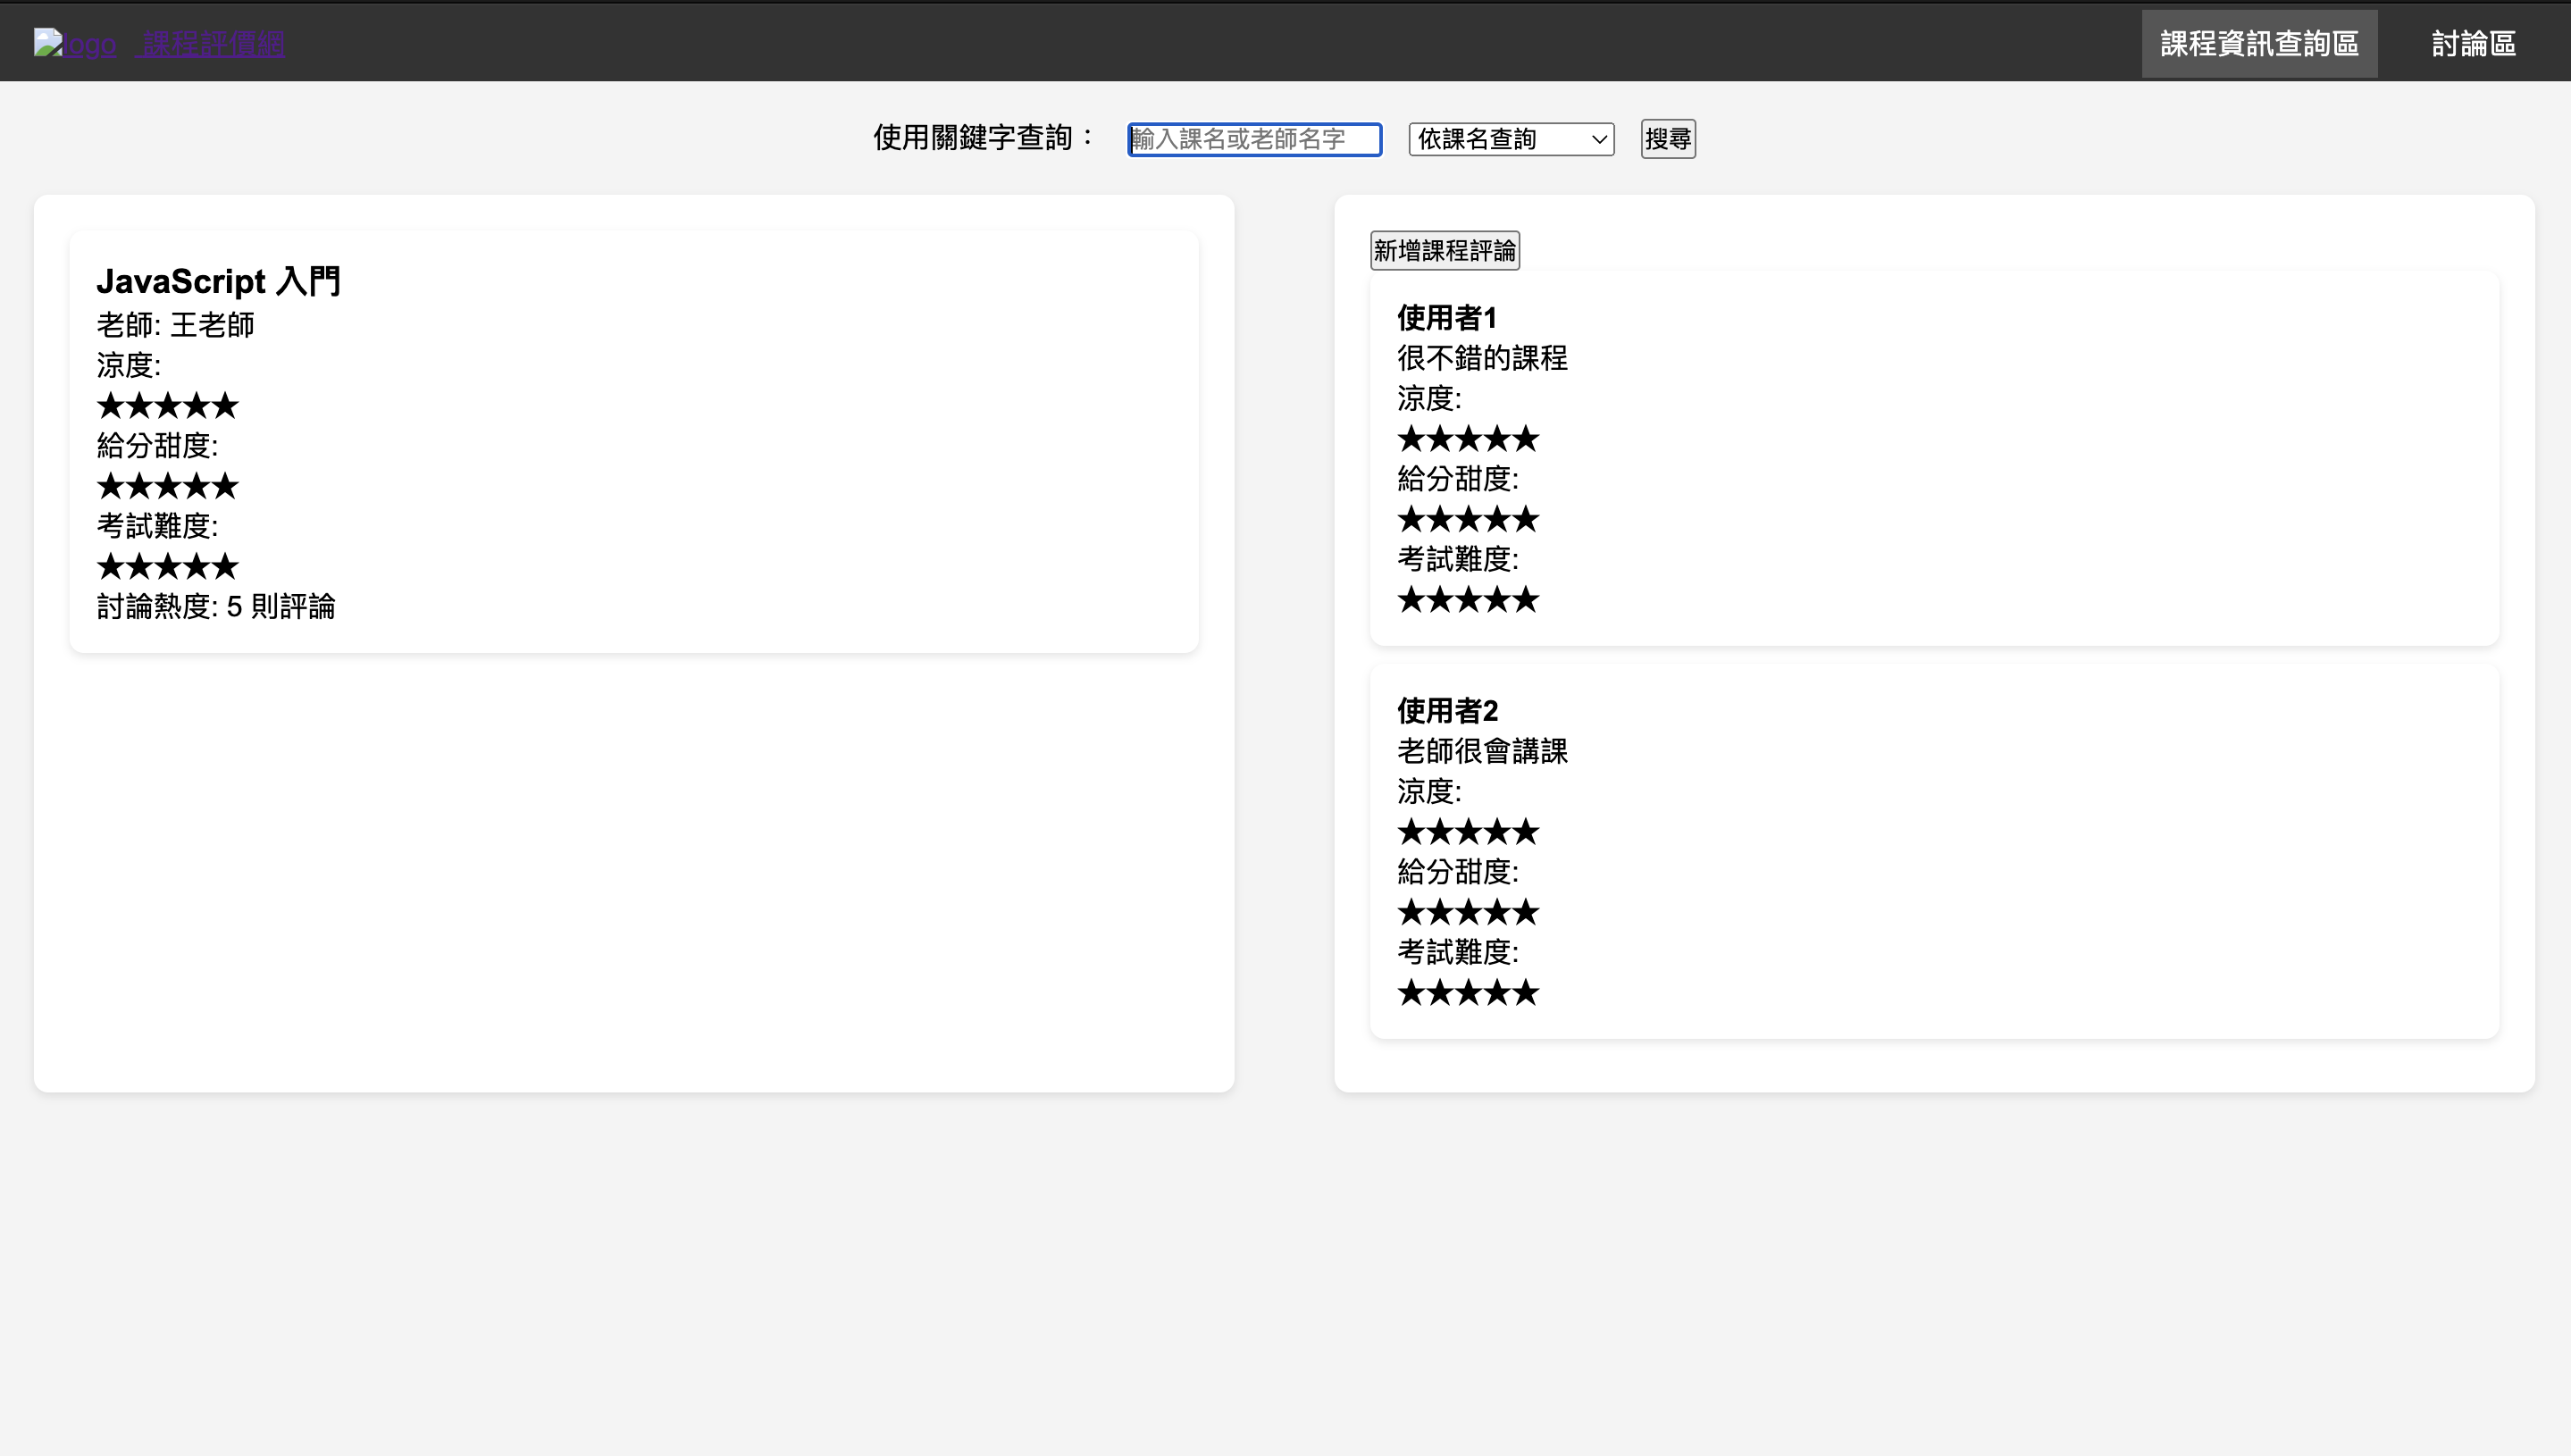 logo 課程評價網
課程資訊查詢區 討論區
使用關鍵字查詢： 輸入課名或老師名字 依課名查詢 搜尋
JavaScript 入門
老師: 王老師
涼度:
★★★★★
給分甜度:
★★★★★
考試難度:
★★★★★
討論熱度: 5 則評論
新增課程評論
使用者1
很不錯的課程
涼度:
★★★★★
給分甜度:
★★★★★
考試難度:
★★★★★
使用者2
老師很會講課
涼度:
★★★★★
給分甜度:
★★★★★
考試難度:
★★★★★